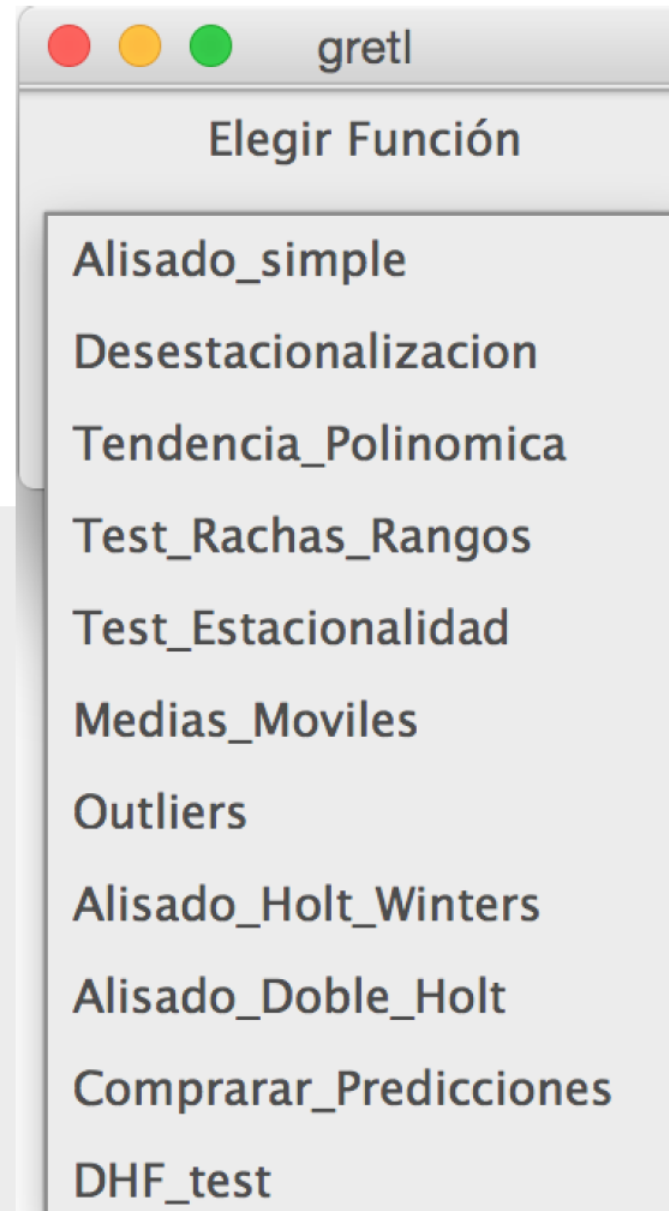 gretl
Elegir Función
Alisado_simple
Desestacionalizacion
Tendencia_Polinomica
Test_Rachas_Rangos
Test_Estacionalidad
Medias_Moviles
Outliers
Alisado_Holt_Winters
Alisado_Doble_Holt
Comprarar_Predicciones
DHF_test